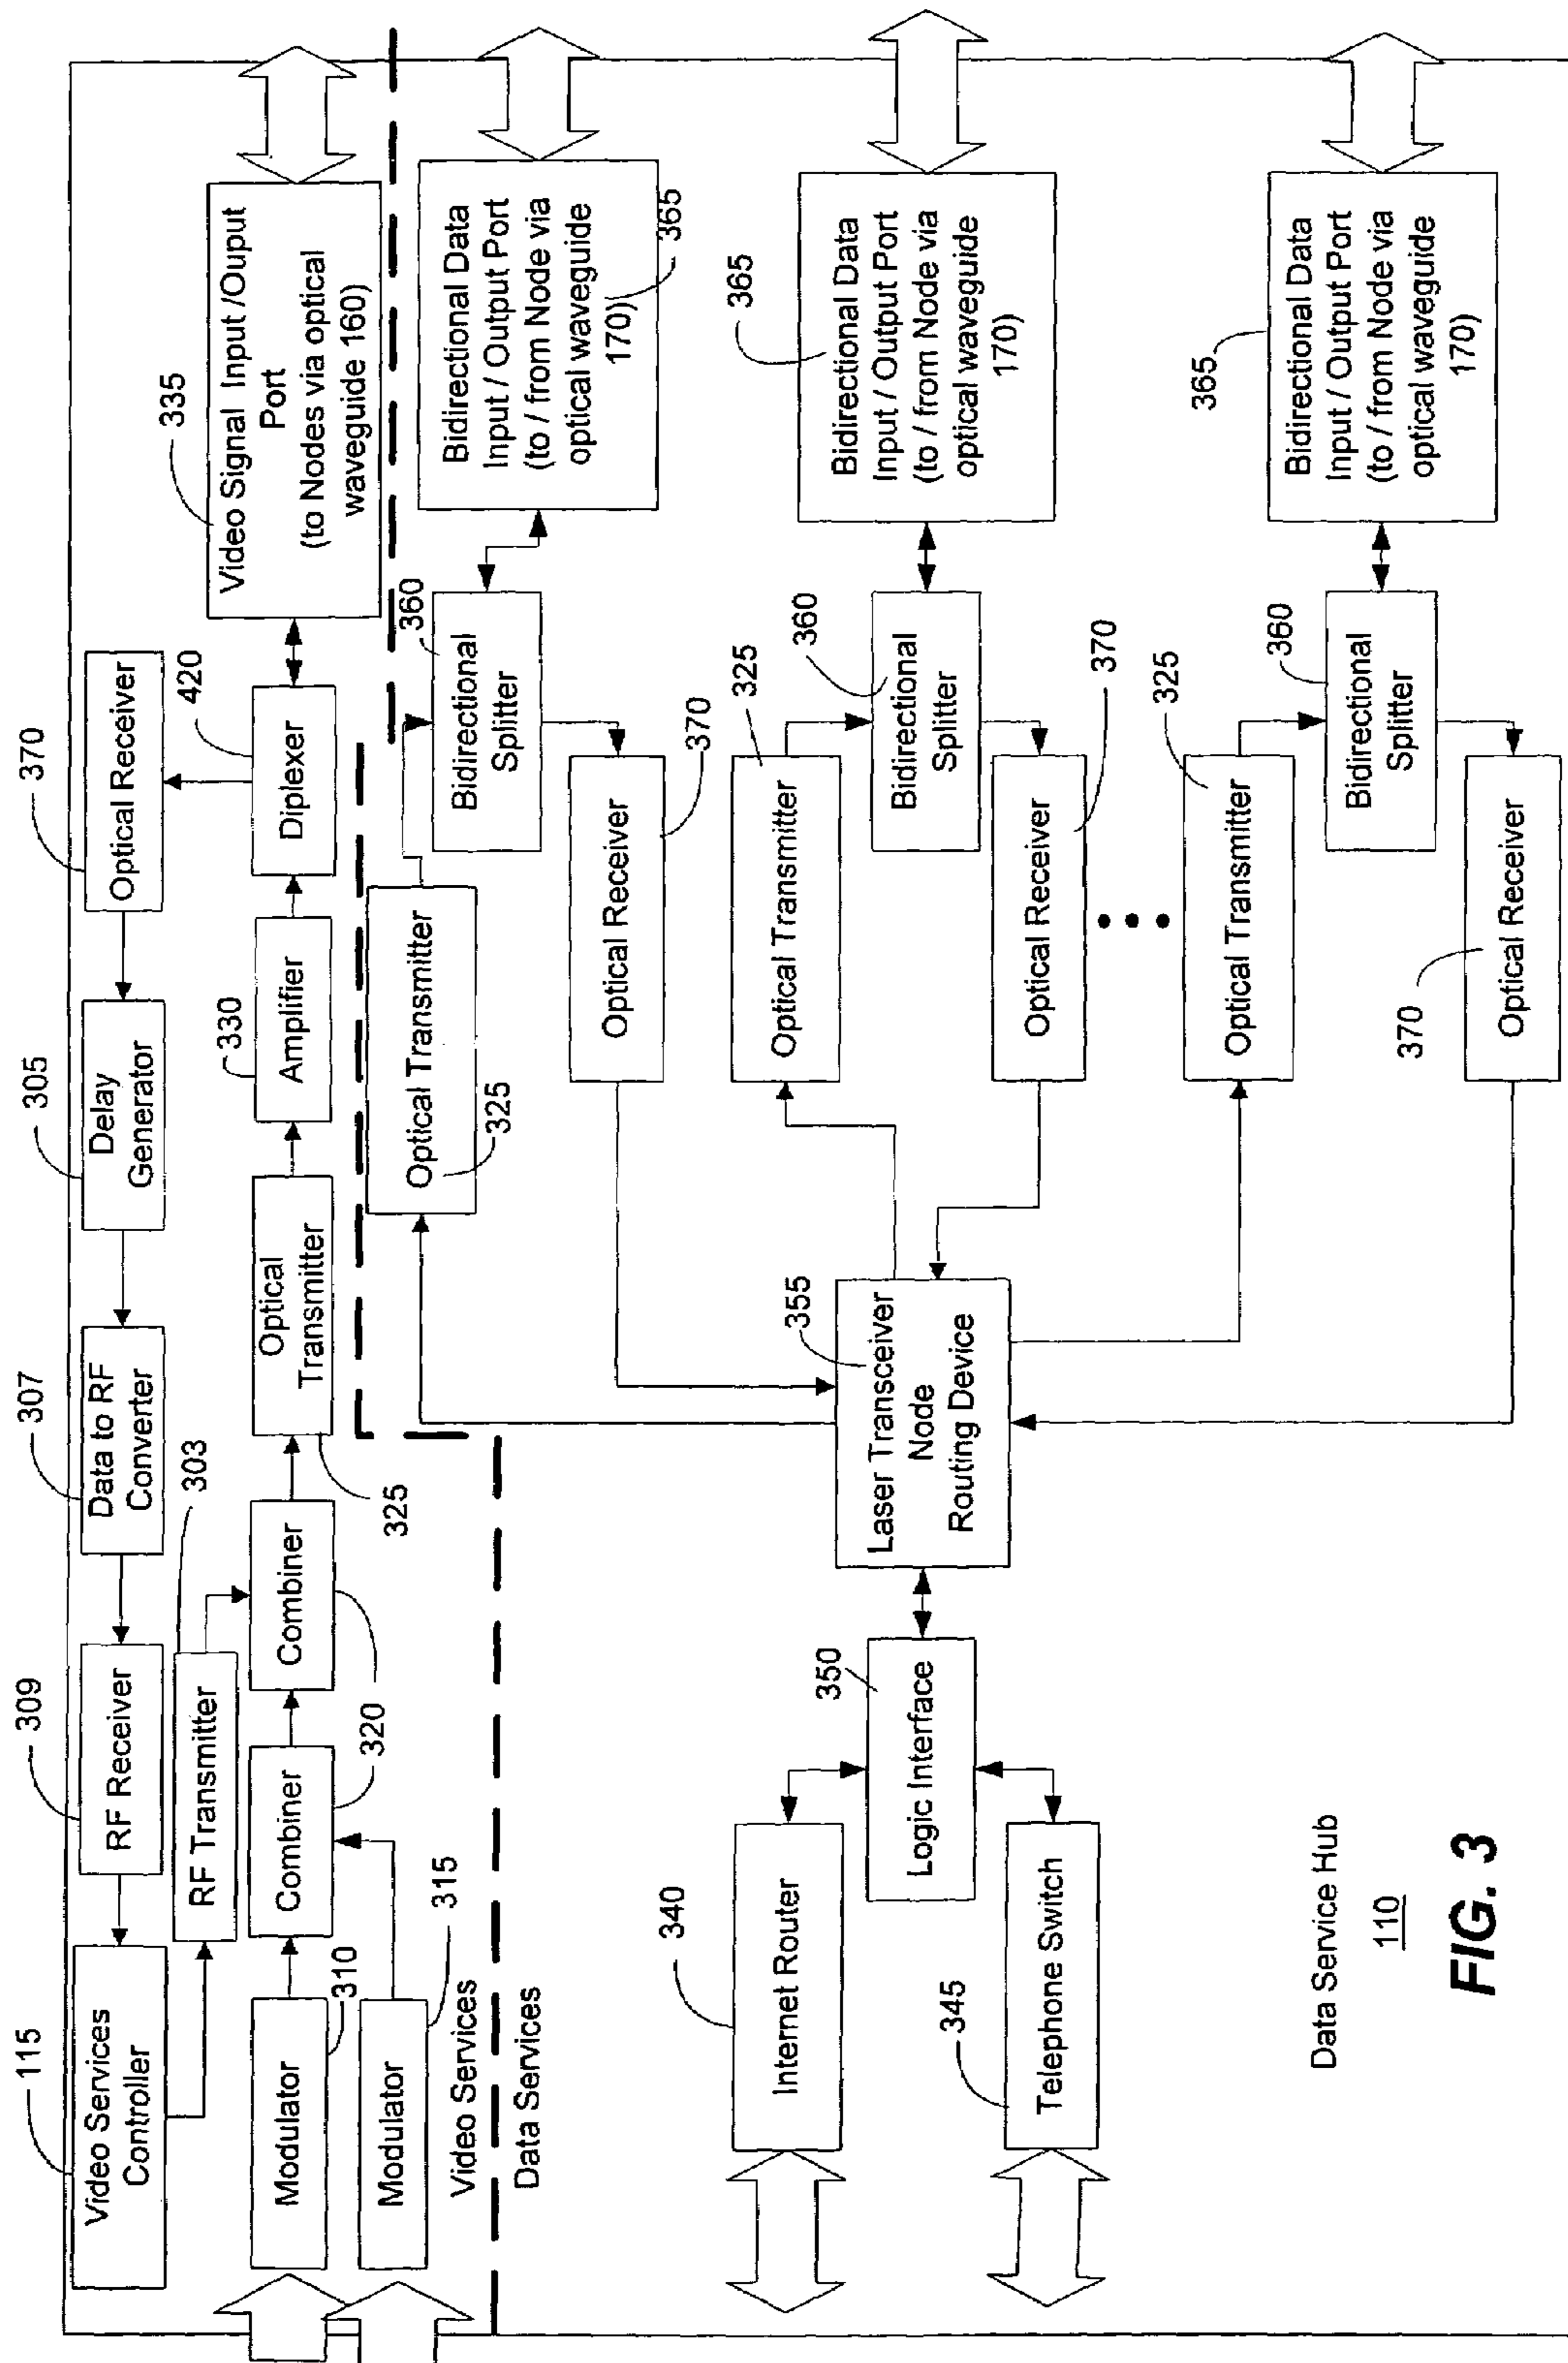 115
Video Services
Controller
309
RF Receiver
307
Data to RF
Converter
305
Delay
Generator
370
Optical Receiver
303
RF Transmitter
Modulator
310
Combiner
320
Combiner
Optical
Transmitter
325
330
Amplifier
420
Diplexer
335
Video Signal Input /Ouput
Port
(to Nodes via optical
waveguide 160)
Modulator
315
Video Services
Data Services
Optical Transmitter
325
360
Bidirectional
Splitter
Bidirectional Data
Input / Output Port
(to / from Node via
optical waveguide
170)
365
Optical Receiver
370
340
Internet Router
345
Telephone Switch
350
Logic Interface
355
Laser Transceiver
Node
Routing Device
325
Optical Transmitter
360
Bidirectional
Splitter
365
Bidirectional Data
Input / Output Port
(to / from Node via
optical waveguide
170)
Optical Receiver
370
325
Optical Transmitter
360
Bidirectional
Splitter
365
Bidirectional Data
Input / Output Port
(to / from Node via
optical waveguide
170)
370
Optical Receiver
Data Service Hub
110
FIG. 3